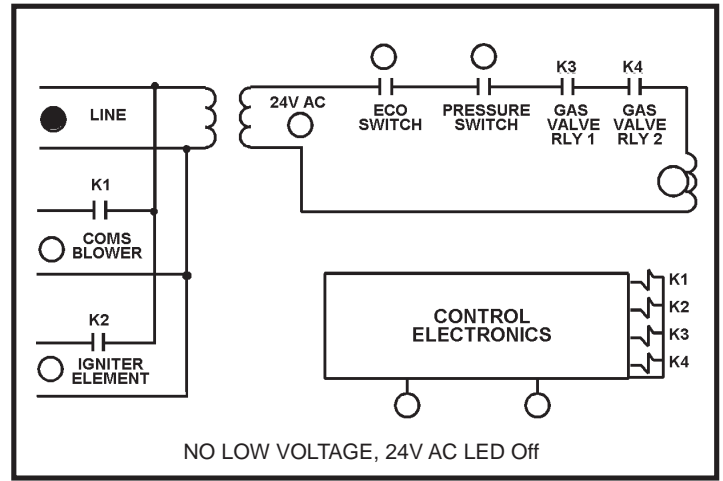 LINE
24V AC
ECO
SWITCH
PRESSURE
SWITCH
K3
GAS
VALVE
RLY 1
K4
GAS
VALVE
RLY 2
K1
COMS
BLOWER
K2
IGNITER
ELEMENT
CONTROL
ELECTRONICS
K1
K2
K3
K4
NO LOW VOLTAGE, 24V AC LED Off